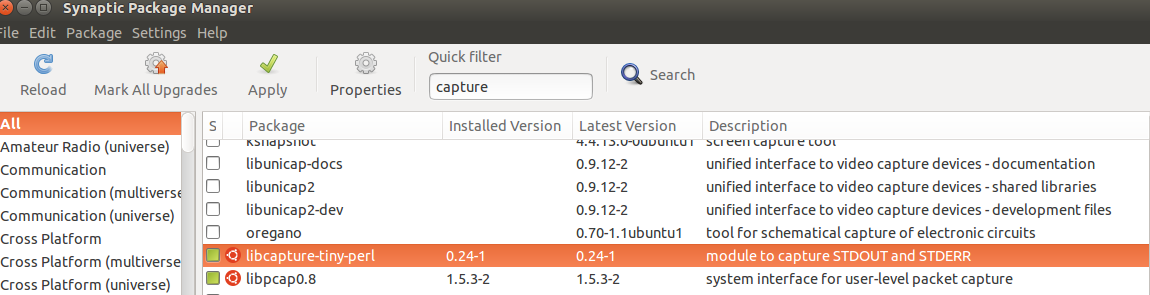 Synaptic Package Manager
File Edit Package Settings Help
Reload Mark All Upgrades Apply Properties Quick filter capture Search
S Package Installed Version Latest Version Description
All
Amateur Radio (universe)
Communication
Communication (multiverse
Communication (universe)
Cross Platform
Cross Platform (multiverse
Cross Platform (universe)
ksnapshot 4:4.13.0-0ubuntu1 screen capture tool
libunicap-docs 0.9.12-2 unified interface to video capture devices - documentation
libunicap2 0.9.12-2 unified interface to video capture devices - shared libraries
libunicap2-dev 0.9.12-2 unified interface to video capture devices - development files
oregano 0.70-1.1ubuntu1 tool for schematical capture of electronic circuits
libcapture-tiny-perl 0.24-1 0.24-1 module to capture STDOUT and STDERR
libpcap0.8 1.5.3-2 1.5.3-2 system interface for user-level packet capture